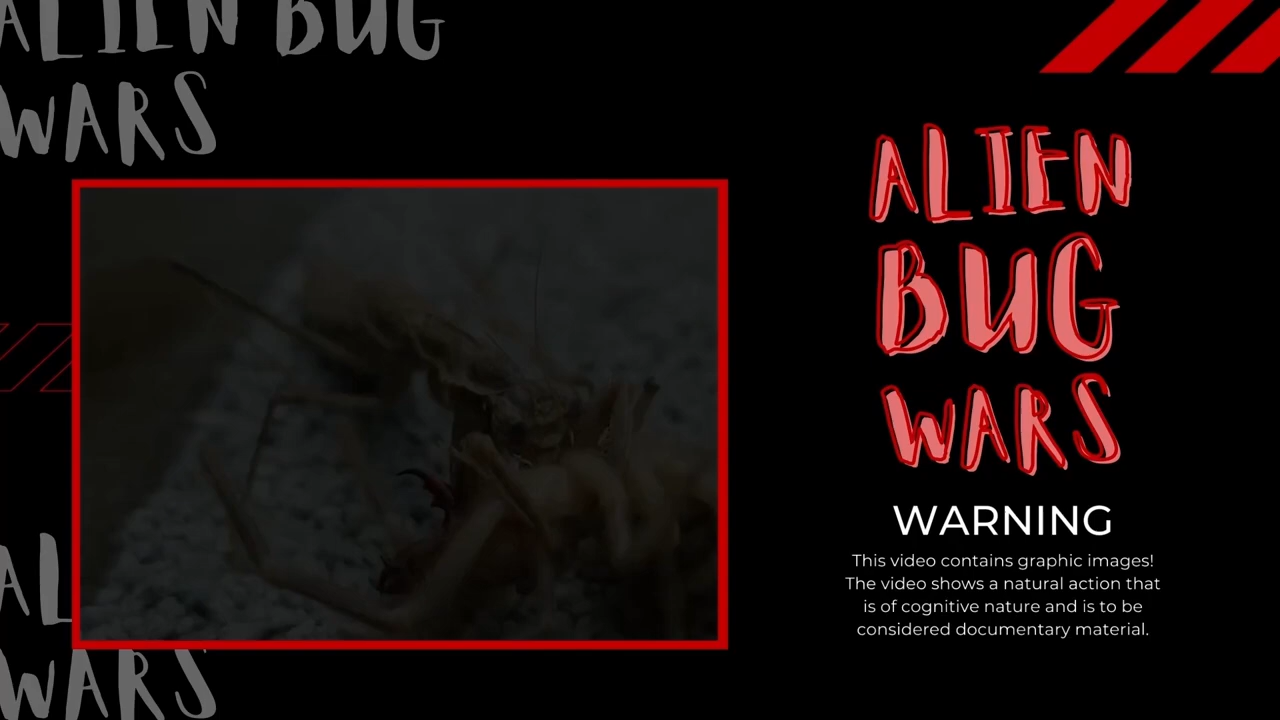 ALIEN BUG
WARS
ALIEN
BUG
WARS
WARNING
This video contains graphic images!
The video shows a natural action that
is of cognitive nature and is to be
considered documentary material.
AL
WARS